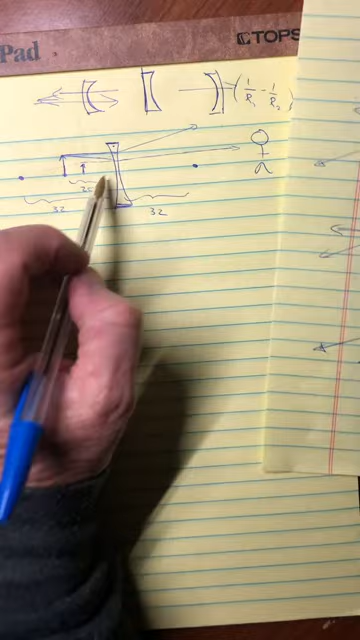 Pad
TOPS
(1/R₁ - 1/R₂)
32
32